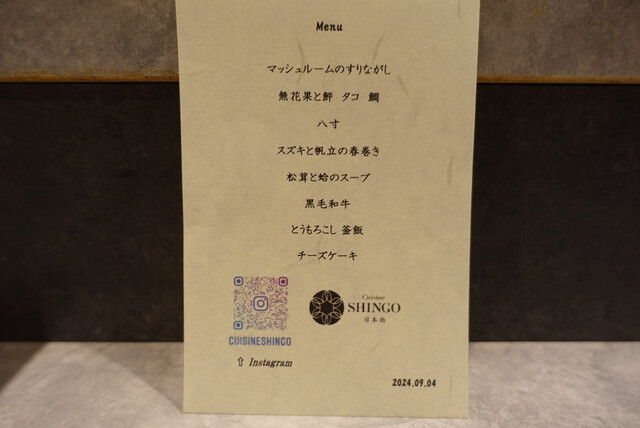 Menu
マッシュルームのすりながし
無花果と鮃 タコ 鯛
八寸
スズキと帆立の春巻き
松茸と蛤のスープ
黒毛和牛
とうもろこし 釜飯
チーズケーキ
CUISINESHINGO
⇧ Instagram
Cuisine
SHINGO
日本橋
2024.09.04